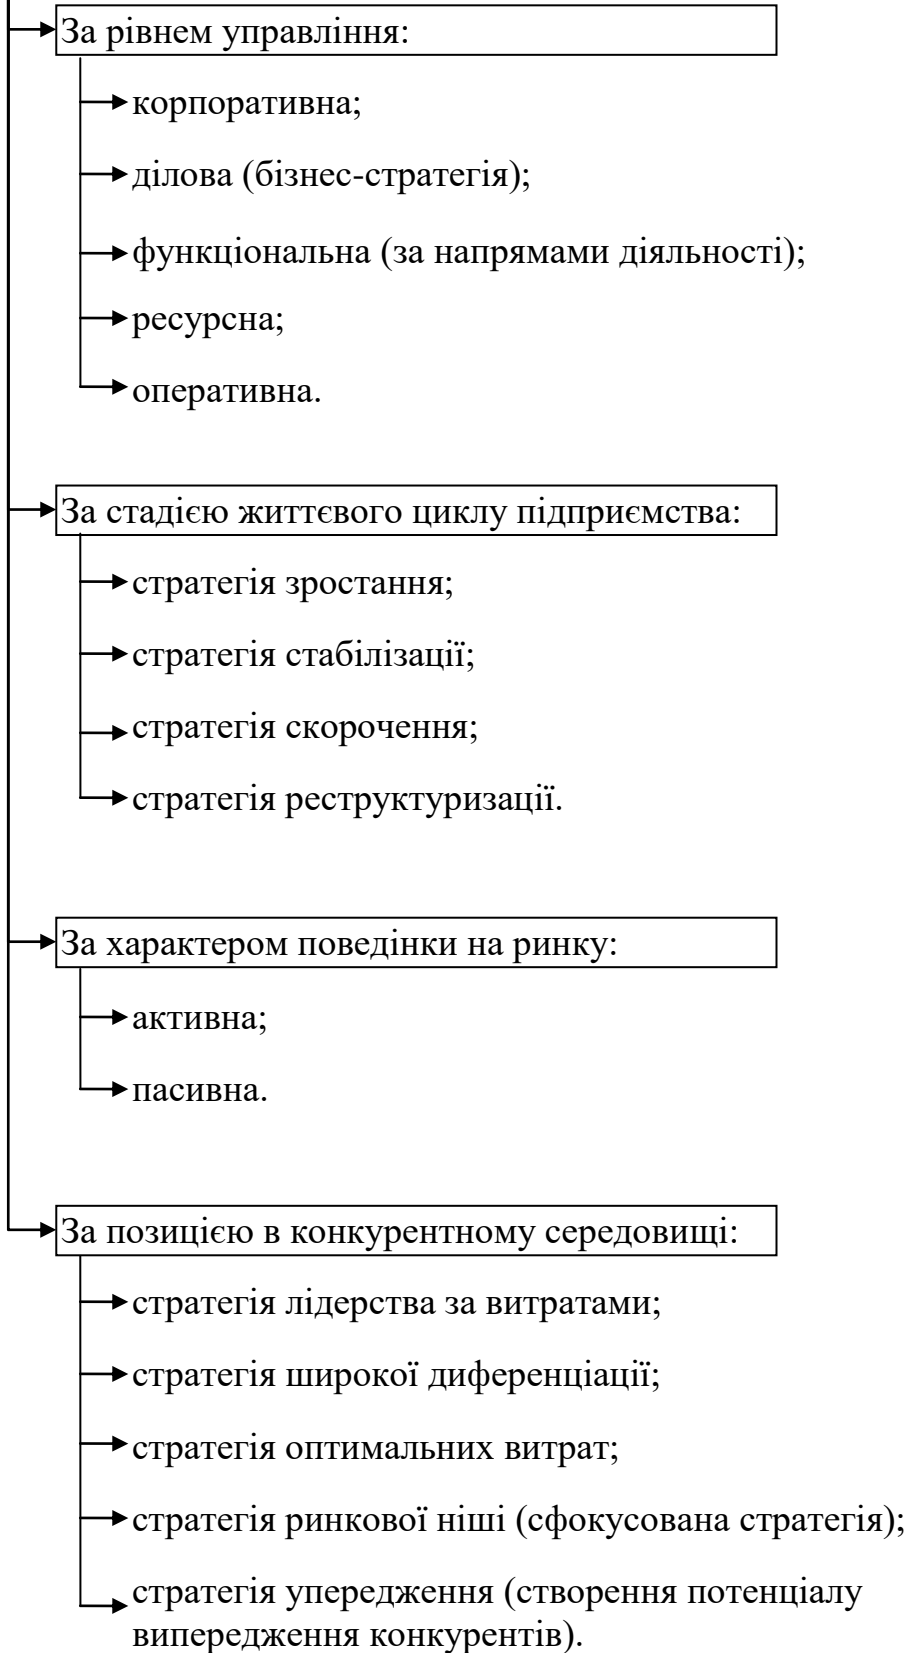 За рівнем управління:
корпоративна;
ділова (бізнес-стратегія);
функціональна (за напрямами діяльності);
ресурсна;
оперативна.
За стадією життєвого циклу підприємства:
стратегія зростання;
стратегія стабілізації;
стратегія скорочення;
стратегія реструктуризації.
За характером поведінки на ринку:
активна;
пасивна.
За позицією в конкурентному середовищі:
стратегія лідерства за витратами;
стратегія широкої диференціації;
стратегія оптимальних витрат;
стратегія ринкової ніші (сфокусована стратегія);
стратегія упередження (створення потенціалу
випередження конкурентів).